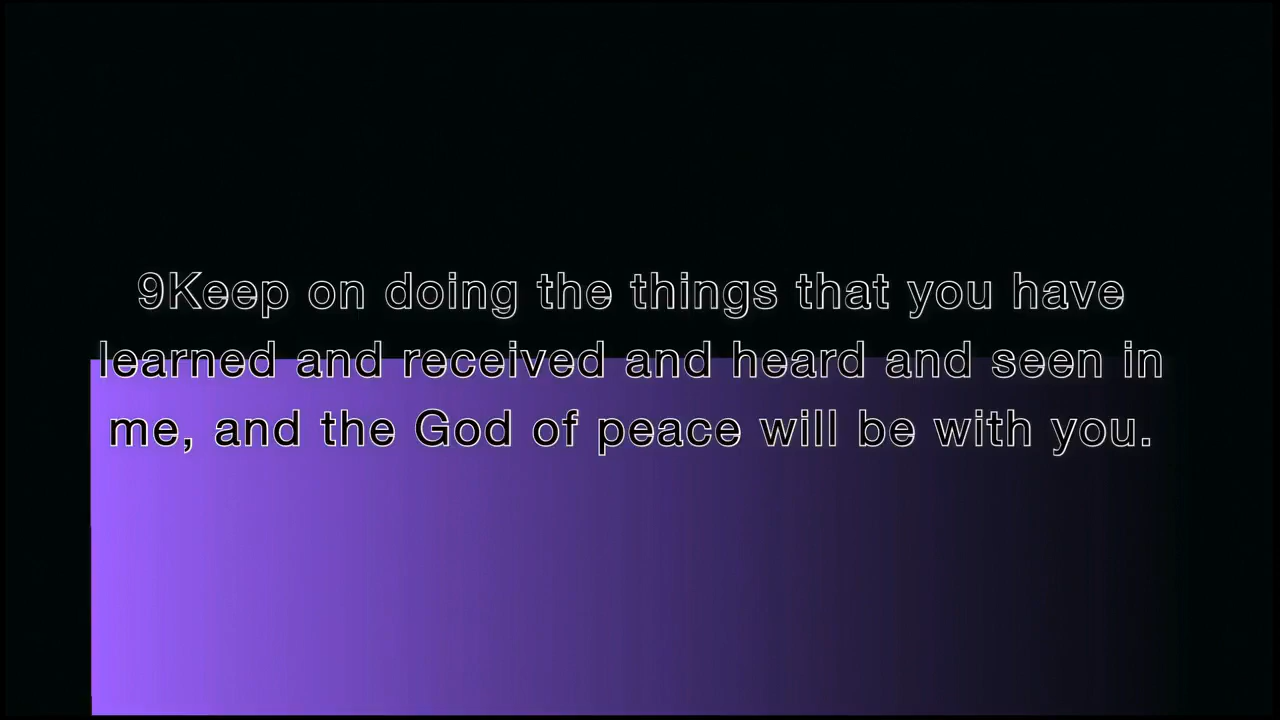 9Keep on doing the things that you have
learned and received and heard and seen in
me, and the God of peace will be with you.